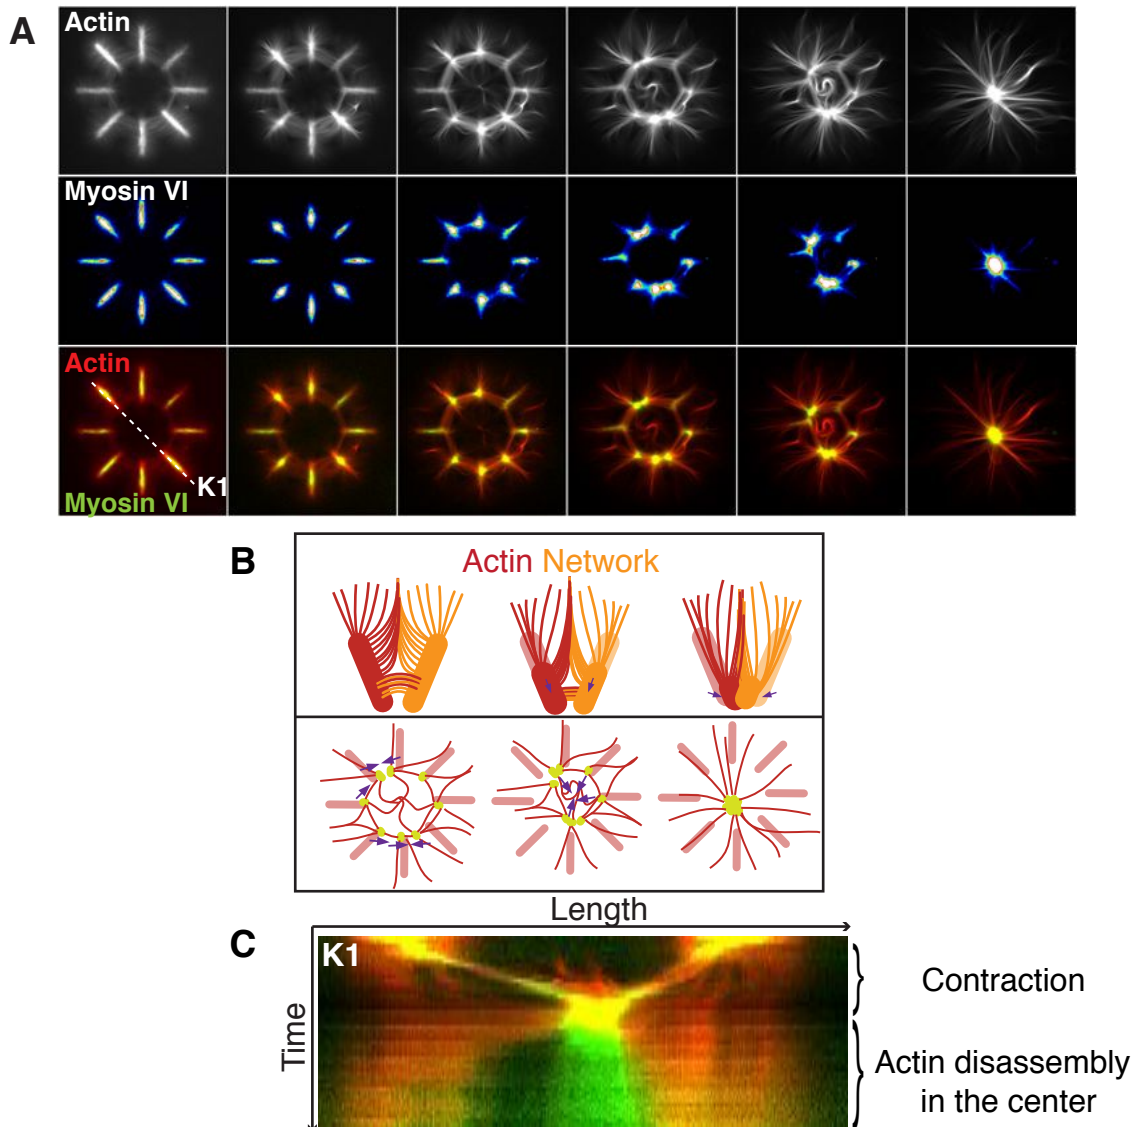 A
Actin
Myosin VI
Actin
K1
Myosin VI
B
Actin Network
Length
C
K1
Time
Contraction
Actin disassembly
in the center